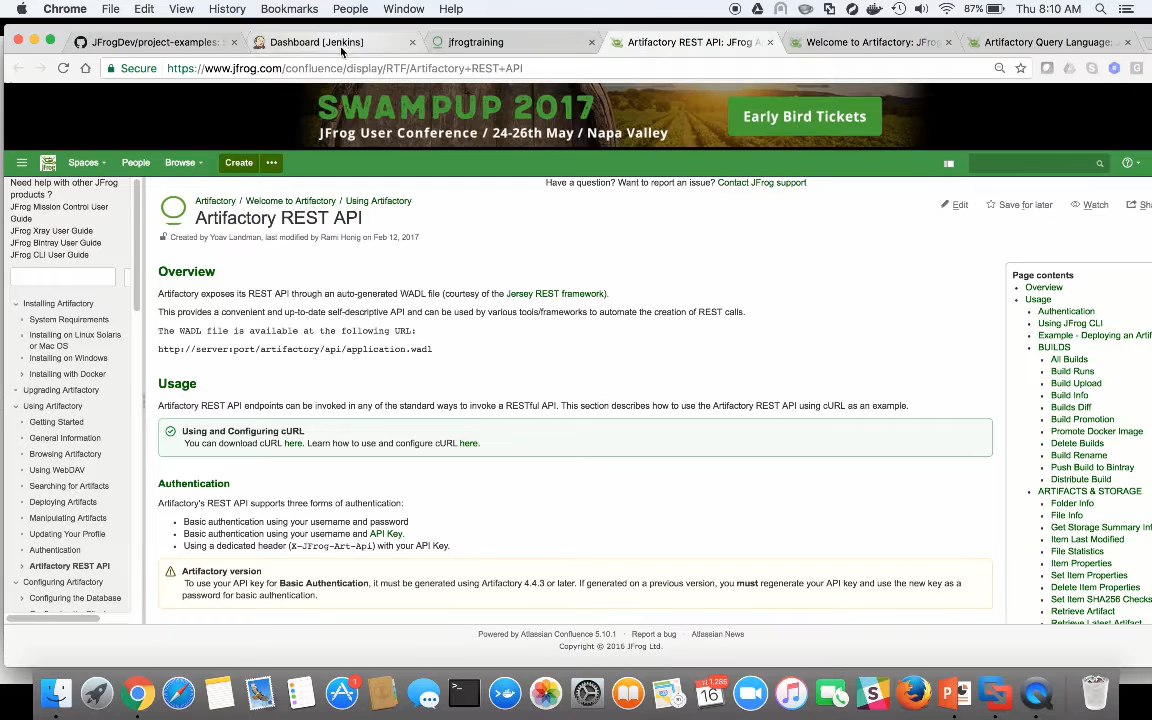 Chrome File Edit View History Bookmarks People Window Help 87% Thu 8:10 AM
JFrogDev/project-examples: Dashboard [Jenkins] jfrogtraining Artifactory REST API: JFrog A Welcome to Artifactory: JFrog Artifactory Query Language:
Secure https://www.jfrog.com/confluence/display/RTF/Artifactory+REST+API
SWAMPUP 2017
JFrog User Conference / 24-26th May / Napa Valley
Early Bird Tickets
Spaces People Browse Create
Need help with other JFrog
products ?
JFrog Mission Control User
Guide
JFrog Xray User Guide
JFrog Bintray User Guide
JFrog CLI User Guide
Installing Artifactory
System Requirements
Installing on Linux Solaris
or Mac OS
Installing on Windows
Installing with Docker
Upgrading Artifactory
Using Artifactory
Getting Started
General Information
Browsing Artifactory
Using WebDAV
Searching for Artifacts
Deploying Artifacts
Manipulating Artifacts
Updating Your Profile
Authentication
Artifactory REST API
Configuring Artifactory
Configuring the Database
Have a question? Want to report an issue? Contact JFrog support
Artifactory / Welcome to Artifactory / Using Artifactory
Artifactory REST API
Edit Save for later Watch Sha
Created by Yoav Landman, last modified by Rami Honig on Feb 12, 2017
Overview
Artifactory exposes its REST API through an auto-generated WADL file (courtesy of the Jersey REST framework).
This provides a convenient and up-to-date self-descriptive API and can be used by various tools/frameworks to automate the creation of REST calls.
The WADL file is available at the following URL:
http://server:port/artifactory/api/application.wadl
Usage
Artifactory REST API endpoints can be invoked in any of the standard ways to invoke a RESTful API. This section describes how to use the Artifactory REST API using cURL as an example.
Using and Configuring cURL
You can download cURL here. Learn how to use and configure cURL here.
Authentication
Artifactory's REST API supports three forms of authentication:
Basic authentication using your username and password
Basic authentication using your username and API Key.
Using a dedicated header (X-JFrog-Art-Api) with your API Key.
Artifactory version
To use your API key for Basic Authentication, it must be generated using Artifactory 4.4.3 or later. If generated on a previous version, you must regenerate your API key and use the new key as a
password for basic authentication.
Page contents
Overview
Usage
Authentication
Using JFrog CLI
Example - Deploying an Artif
BUILDS
All Builds
Build Runs
Build Upload
Build Info
Builds Diff
Build Promotion
Promote Docker Image
Delete Builds
Build Rename
Push Build to Bintray
Distribute Build
ARTIFACTS & STORAGE
Folder Info
File Info
Get Storage Summary Inf
Item Last Modified
File Statistics
Item Properties
Set Item Properties
Delete Item Properties
Set Item SHA256 Checks
Retrieve Artifact
Retrieve Latest Artifact
Powered by Atlassian Confluence 5.10.1 · Report a bug · Atlassian News
Copyright © 2016 JFrog Ltd.
1 16 1,265